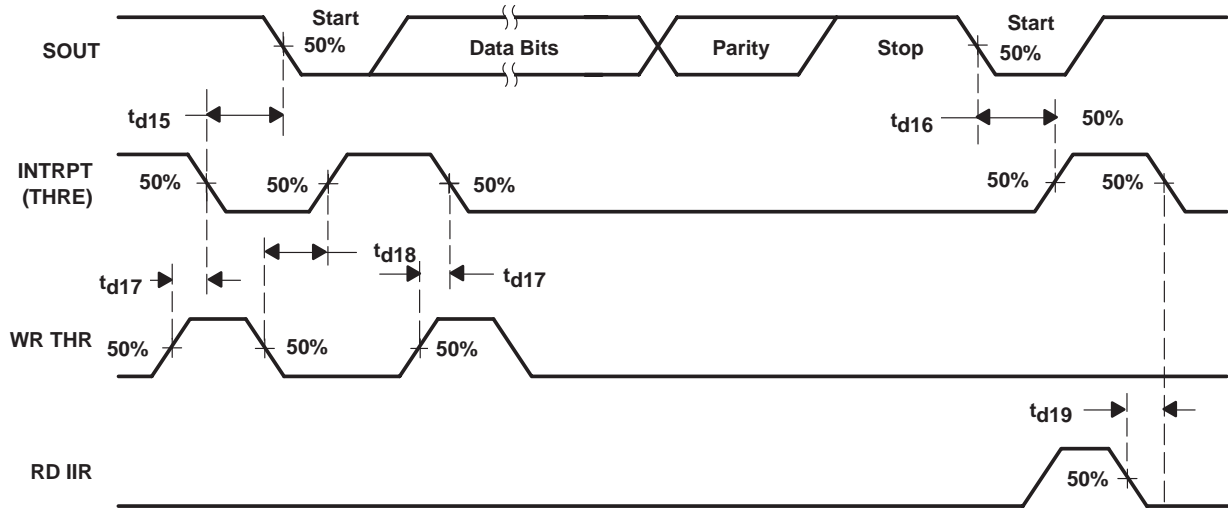 Start
Start
SOUT
50%
Data Bits
Parity
Stop
50%
td15
td16
50%
INTRPT
(THRE)
50%
50%
50%
50%
50%
td18
td17
td17
WR THR
50%
50%
50%
td19
RD IIR
50%